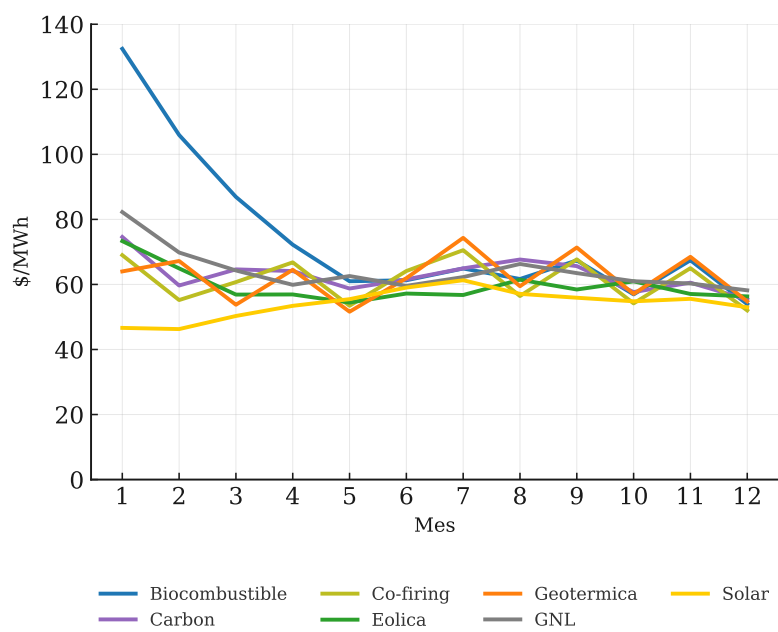 140
120
100
80
60
40
20
0
$/MWh
1 2 3 4 5 6 7 8 9 10 11 12
Mes
Biocombustible Co-firing Geotermica Solar
Carbon Eolica GNL